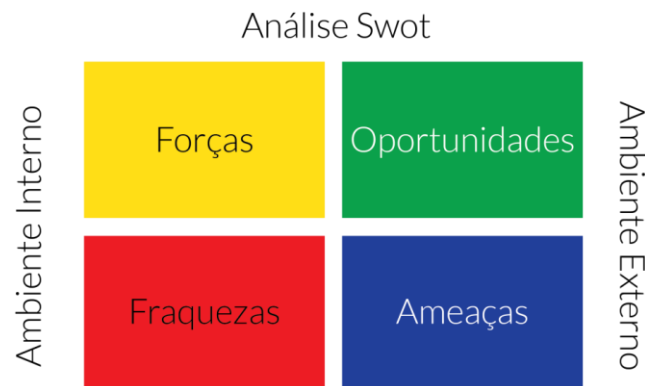 Análise Swot
Ambiente Interno
Forças
Oportunidades
Ambiente Externo
Fraquezas
Ameaças